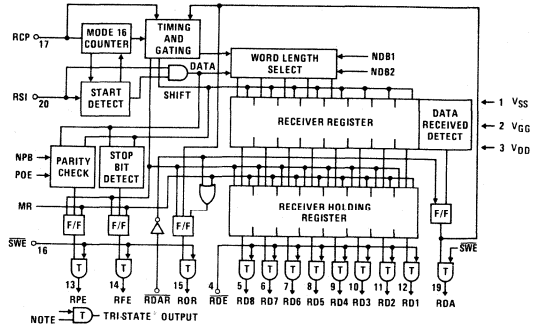 RCP
17
MODE 16
COUNTER
TIMING
AND
GATING
DATA
WORD LENGTH
SELECT
NDB1
NDB2
RSI
20
START
DETECT
SHIFT
RECEIVER REGISTER
DATA
RECEIVED
DETECT
1 VSS
2 VGG
3 VDD
NPB
POE
PARITY
CHECK
STOP
BIT
DETECT
MR
RECEIVER HOLDING
REGISTER
F/F
F/F
F/F
F/F
SWE
16
SWE
T
T
T
T
T
T
T
T
T
T
T
T
13
14
15
4
5
6
7
8
9
10
11
12
19
RPE
RFE
RDAR
ROR
RDE
RD8
RD7
RD6
RD5
RD4
RD3
RD2
RD1
RDA
NOTE
T
TRI-STATE OUTPUT